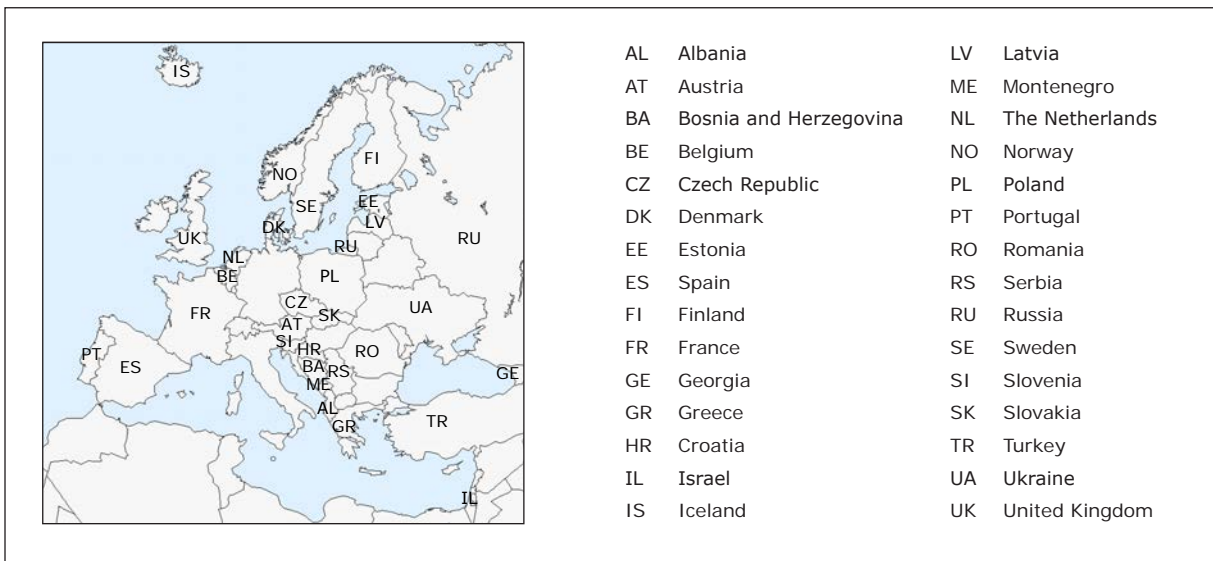 IS
FI
NO
SE
EE
LV
DK
RU
RU
UK
NL
BE
PL
CZ
UA
SK
FR
AT
SI
HR
RO
BA
RS
PT
ES
ME
GE
AL
GR
TR
IL
AL Albania
AT Austria
BA Bosnia and Herzegovina
BE Belgium
CZ Czech Republic
DK Denmark
EE Estonia
ES Spain
FI Finland
FR France
GE Georgia
GR Greece
HR Croatia
IL Israel
IS Iceland
LV Latvia
ME Montenegro
NL The Netherlands
NO Norway
PL Poland
PT Portugal
RO Romania
RS Serbia
RU Russia
SE Sweden
SI Slovenia
SK Slovakia
TR Turkey
UA Ukraine
UK United Kingdom